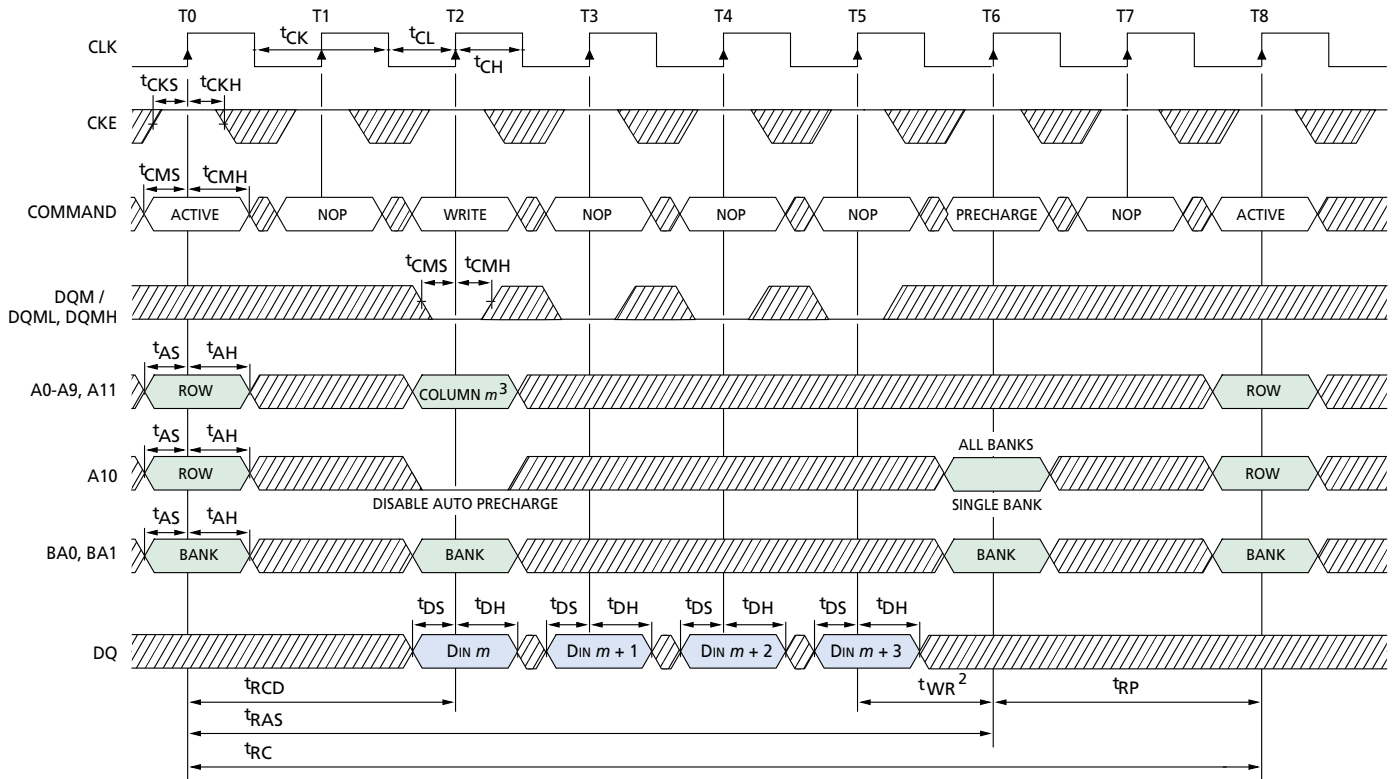 T0 T1 T2 T3 T4 T5 T6 T7 T8
CLK
tCK tCL
tCH
tCKS tCKH
CKE
tCMS tCMH
COMMAND ACTIVE NOP WRITE NOP NOP NOP PRECHARGE NOP ACTIVE
tCMS tCMH
DQM /
DQML, DQMH
tAS tAH
A0-A9, A11 ROW COLUMN m3 ROW
tAS tAH ALL BANKS
A10 ROW ROW
DISABLE AUTO PRECHARGE SINGLE BANK
tAS tAH
BA0, BA1 BANK BANK BANK BANK
tDS tDH tDS tDH tDS tDH tDS tDH
DQ DIN m DIN m + 1 DIN m + 2 DIN m + 3
tRCD tWR2 tRP
tRAS
tRC